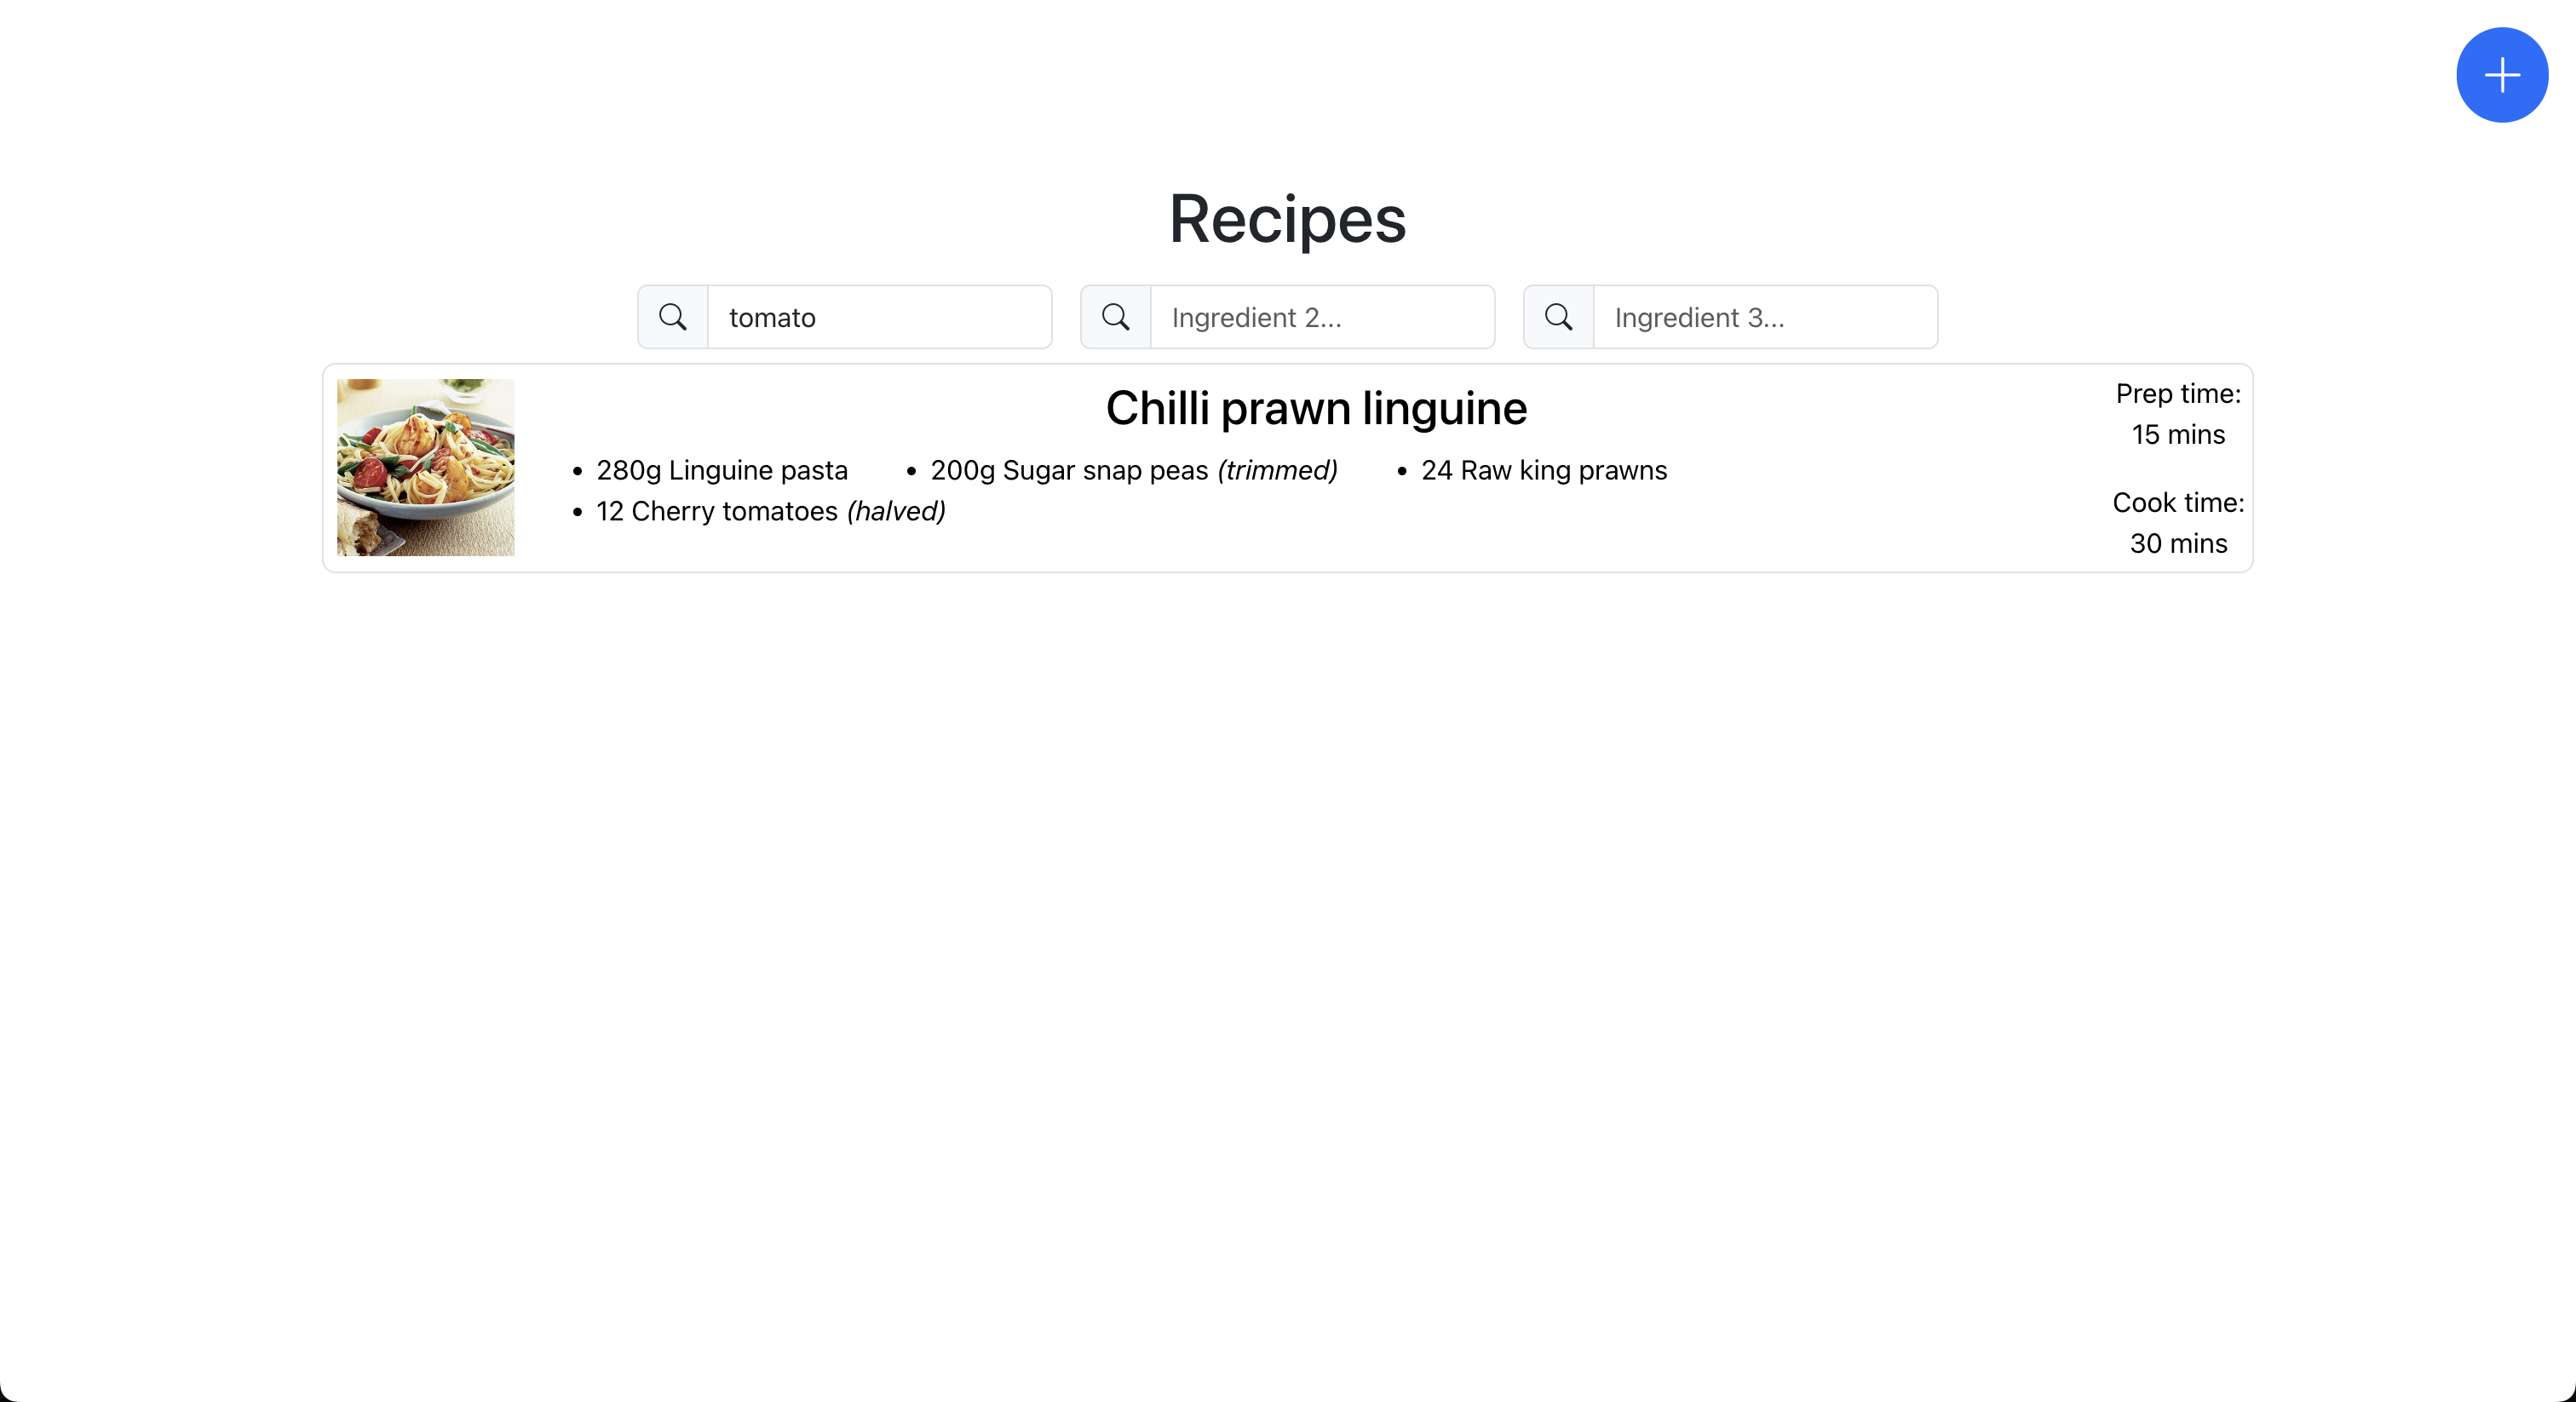 Recipes
tomato
Ingredient 2...
Ingredient 3...
Chilli prawn linguine
280g Linguine pasta
200g Sugar snap peas (trimmed)
24 Raw king prawns
12 Cherry tomatoes (halved)
Prep time:
15 mins
Cook time:
30 mins